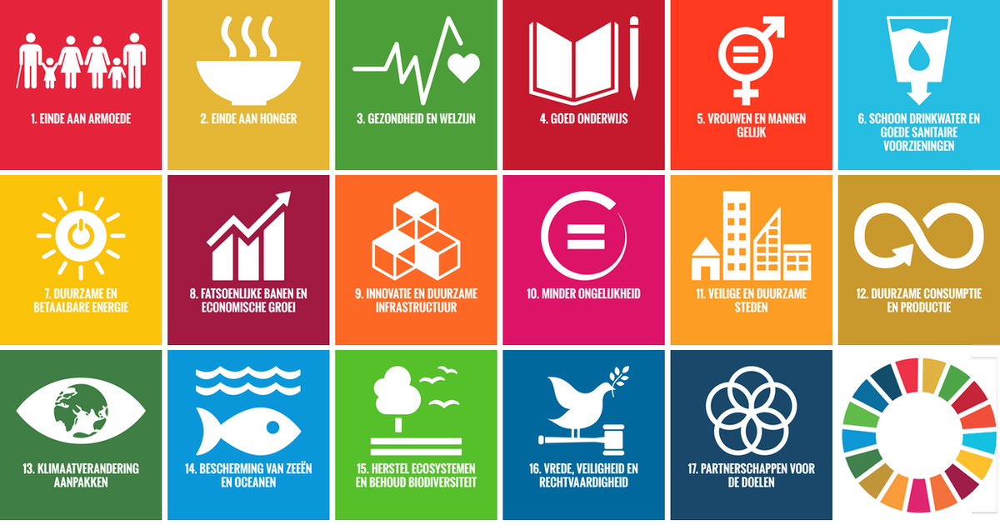 1. EINDE AAN ARMOEDE
2. EINDE AAN HONGER
3. GEZONDHEID EN WELZIJN
4. GOED ONDERWIJS
5. VROUWEN EN MANNEN
GELIJK
6. SCHOON DRINKWATER EN
GOEDE SANITAIRE
VOORZIENINGEN
7. DUURZAME EN
BETAALBARE ENERGIE
8. FATSOENLIJKE BANEN EN
ECONOMISCHE GROEI
9. INNOVATIE EN DUURZAME
INFRASTRUCTUUR
10. MINDER ONGELIJKHEID
11. VEILIGE EN DUURZAME
STEDEN
12. DUURZAME CONSUMPTIE
EN PRODUCTIE
13. KLIMAATVERANDERING
AANPAKKEN
14. BESCHERMING VAN ZEEËN
EN OCEANEN
15. HERSTEL ECOSYSTEMEN
EN BEHOUD BIODIVERSITEIT
16. VREDE, VEILIGHEID EN
RECHTVAARDIGHEID
17. PARTNERSCHAPPEN VOOR
DE DOELEN